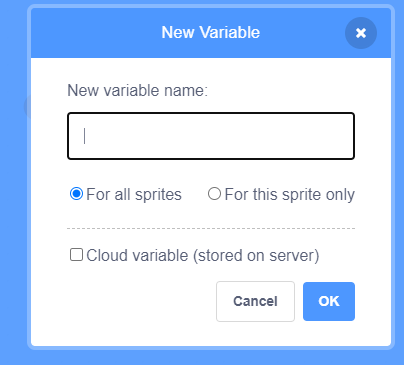 New Variable
New variable name:
For all sprites For this sprite only
Cloud variable (stored on server)
Cancel OK